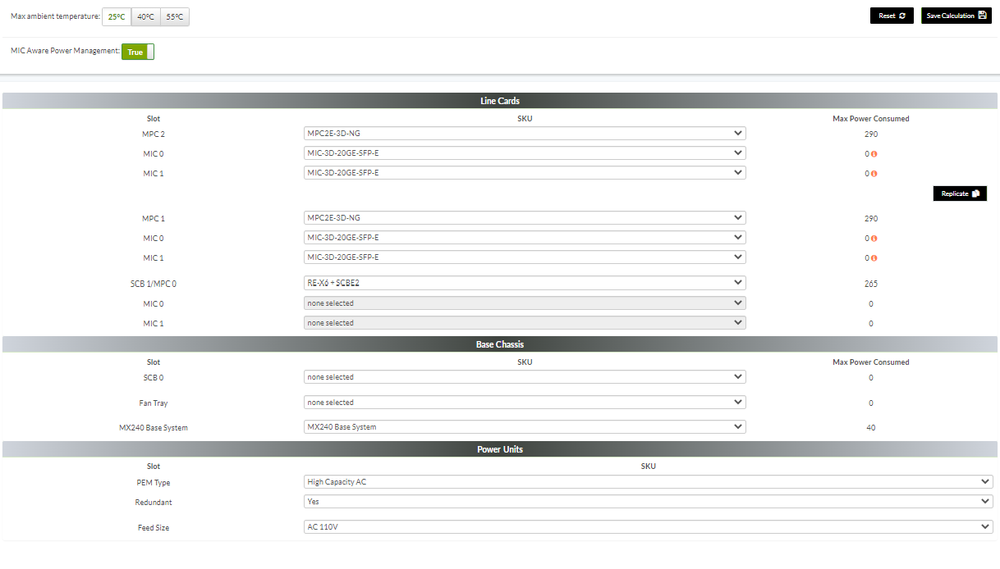 Max ambient temperature: 25ºC 40ºC 55ºC Reset Save Calculation
MIC Aware Power Management: True
Line Cards
Slot SKU Max Power Consumed
MPC 2 MPC2E-3D-NG 290
MIC 0 MIC-3D-20GE-SFP-E 0
MIC 1 MIC-3D-20GE-SFP-E 0
Replicate
MPC 1 MPC2E-3D-NG 290
MIC 0 MIC-3D-20GE-SFP-E 0
MIC 1 MIC-3D-20GE-SFP-E 0
SCB 1/MPC 0 RE-X6 + SCBE2 265
MIC 0 none selected 0
MIC 1 none selected 0
Base Chassis
Slot SKU Max Power Consumed
SCB 0 none selected 0
Fan Tray none selected 0
MX240 Base System MX240 Base System 40
Power Units
Slot SKU
PEM Type High Capacity AC
Redundant Yes
Feed Size AC 110V